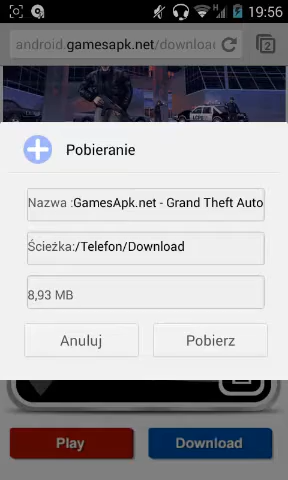 19:56
android.gamesapk.net/download
2
Pobieranie
Nazwa :GamesApk.net - Grand Theft Auto
Ścieżka:/Telefon/Download
8,93 MB
Anuluj
Pobierz
Play
Download